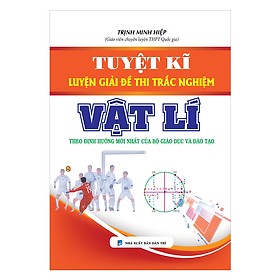 TRỊNH MINH HIỆP
(Giáo viên chuyên luyện THPT Quốc gia)
TUYỆT KĨ
LUYỆN GIẢI ĐỀ THI TRẮC NGHIỆM
VẬT LÍ
THEO ĐỊNH HƯỚNG MỚI NHẤT CỦA BỘ GIÁO DỤC VÀ ĐÀO TẠO
NHÀ XUẤT BẢN DÂN TRÍ